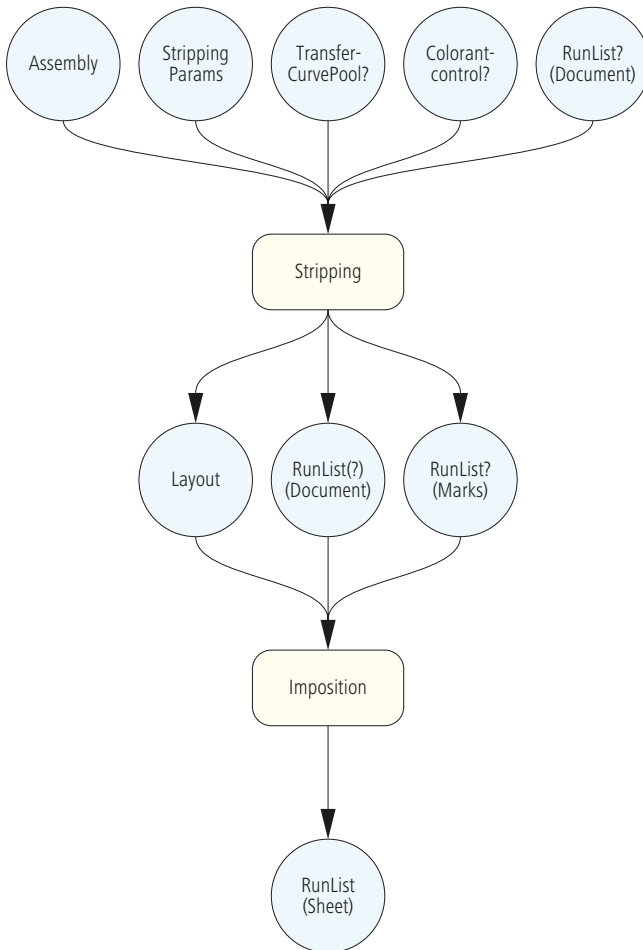 Assembly
Stripping
Params
Transfer-
CurvePool?
Colorant-
control?
RunList?
(Document)
Stripping
Layout
RunList(?)
(Document)
RunList?
(Marks)
Imposition
RunList
(Sheet)